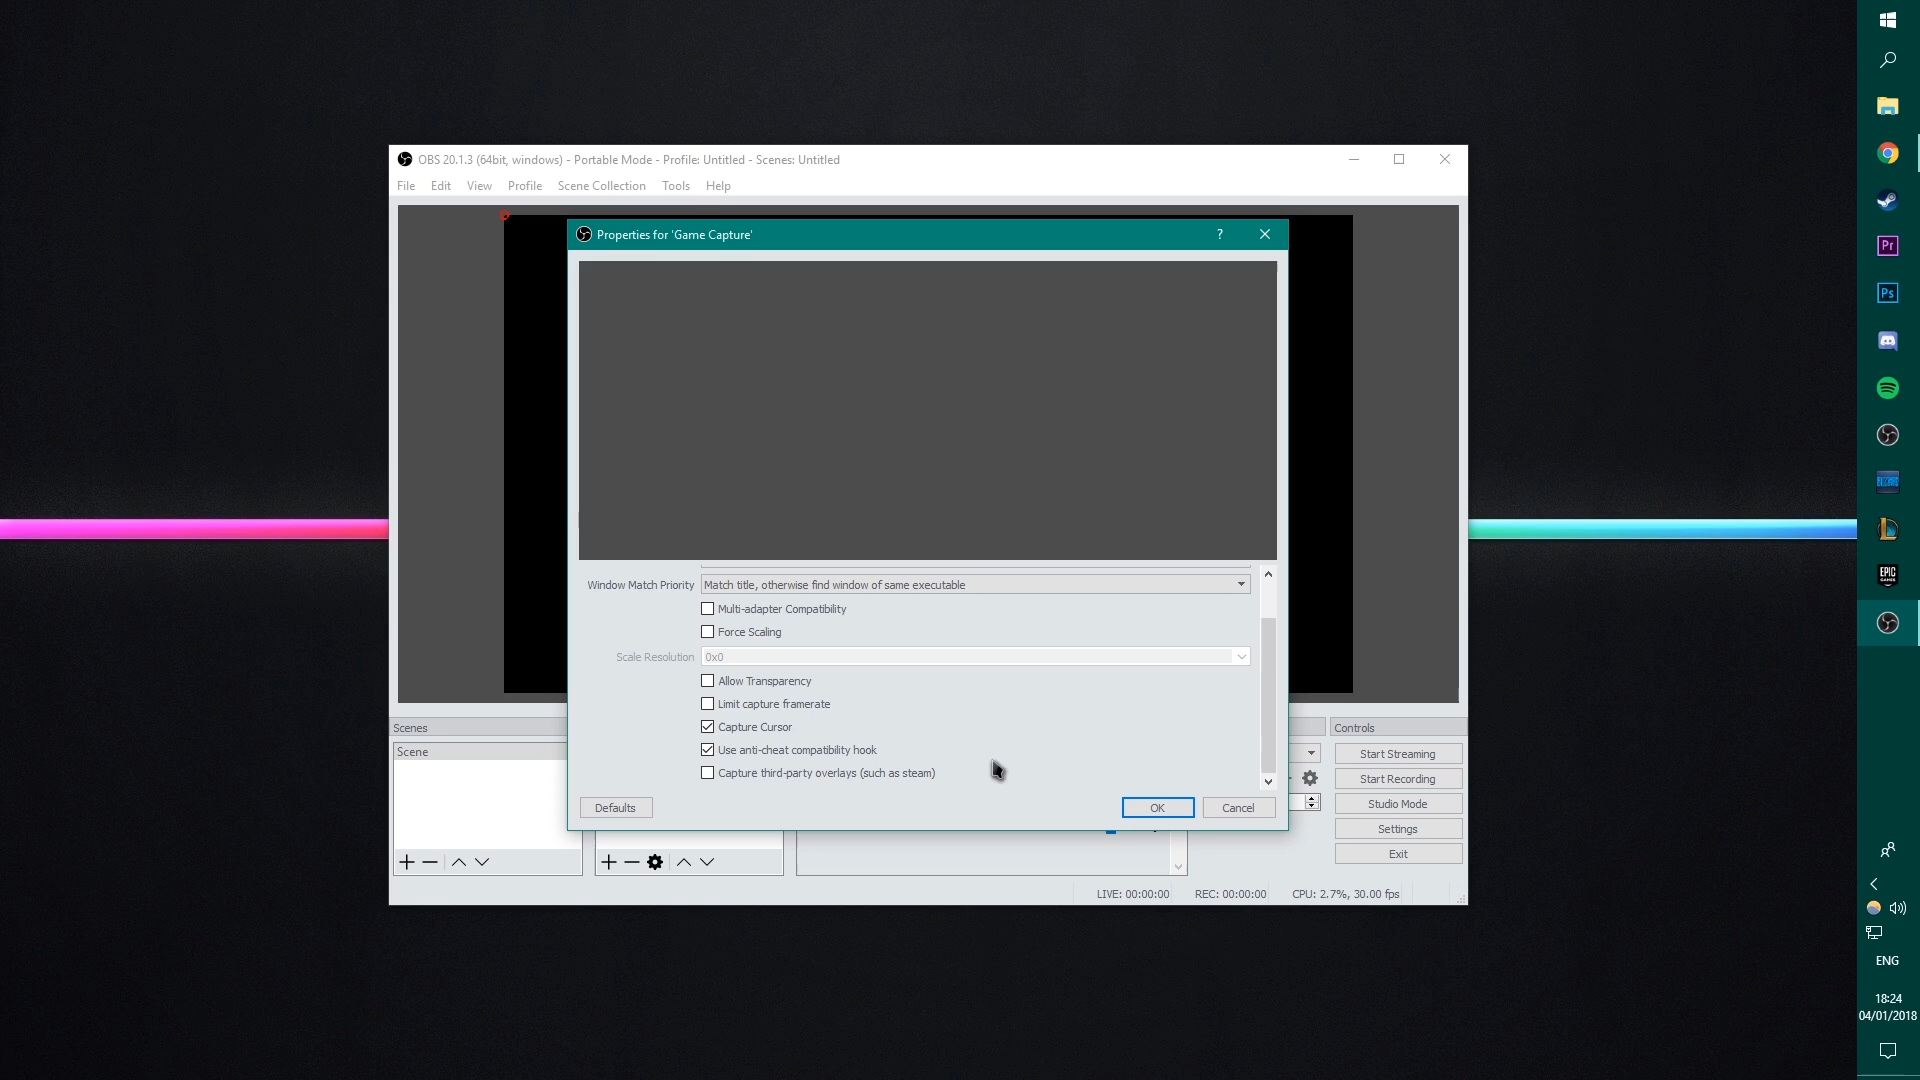 OBS 20.1.3 (64bit, windows) - Portable Mode - Profile: Untitled - Scenes: Untitled
File Edit View Profile Scene Collection Tools Help
Properties for 'Game Capture'
?
Window Match Priority Match title, otherwise find window of same executable
Multi-adapter Compatibility
Force Scaling
Scale Resolution 0x0
Allow Transparency
Limit capture framerate
Capture Cursor
Use anti-cheat compatibility hook
Capture third-party overlays (such as steam)
Defaults OK Cancel
Scenes
Scene
Controls
Start Streaming
Start Recording
Studio Mode
Settings
Exit
LIVE: 00:00:00 REC: 00:00:00 CPU: 2.7%, 30.00 fps
Pr
Ps
BLIZZARD
EPIC
GAMES
ENG
18:24
04/01/2018